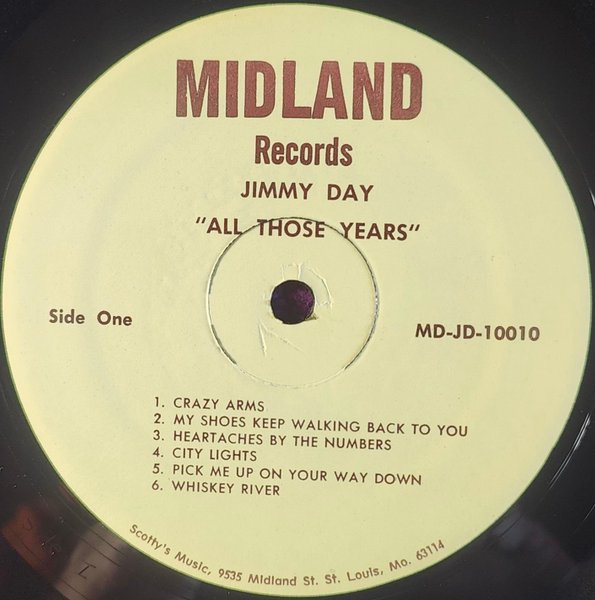 MIDLAND
Records
JIMMY DAY
"ALL THOSE YEARS"
Side One
MD-JD-10010
1. CRAZY ARMS
2. MY SHOES KEEP WALKING BACK TO YOU
3. HEARTACHES BY THE NUMBERS
4. CITY LIGHTS
5. PICK ME UP ON YOUR WAY DOWN
6. WHISKEY RIVER
Scotty's Music, 9535 Midland St. St. Louis, Mo. 63114